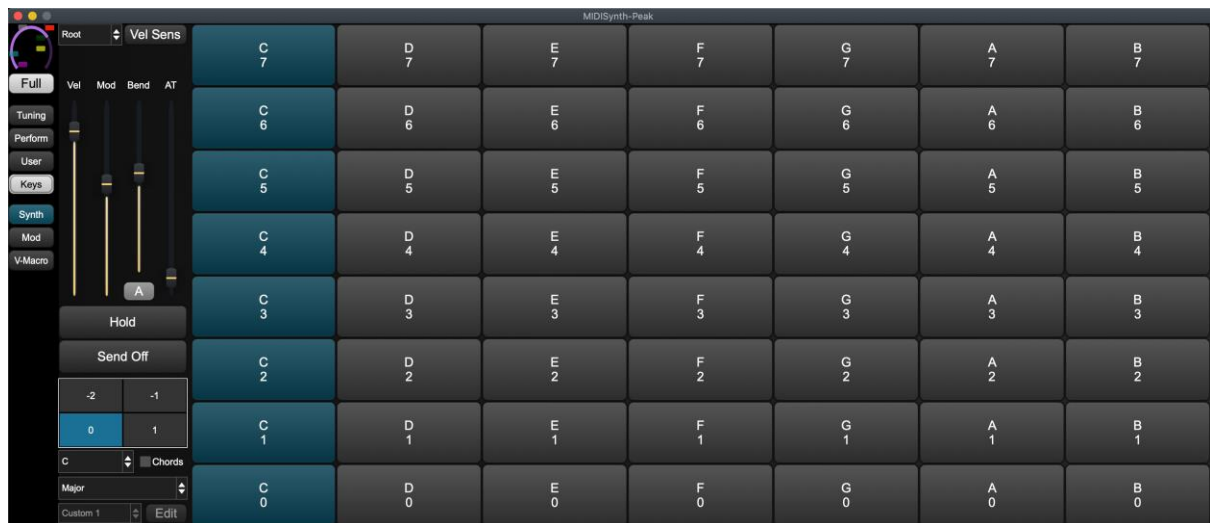 MIDISynth-Peak
Root Vel Sens
Full
Vel Mod Bend AT
Tuning
Perform
User
Keys
Synth
Mod
V-Macro
A
Hold
Send Off
-2 -1
0 1
C Chords
Major
Custom 1 Edit
C D E F G A B
7 7 7 7 7 7 7
C D E F G A B
6 6 6 6 6 6 6
C D E F G A B
5 5 5 5 5 5 5
C D E F G A B
4 4 4 4 4 4 4
C D E F G A B
3 3 3 3 3 3 3
C D E F G A B
2 2 2 2 2 2 2
C D E F G A B
1 1 1 1 1 1 1
C D E F G A B
0 0 0 0 0 0 0